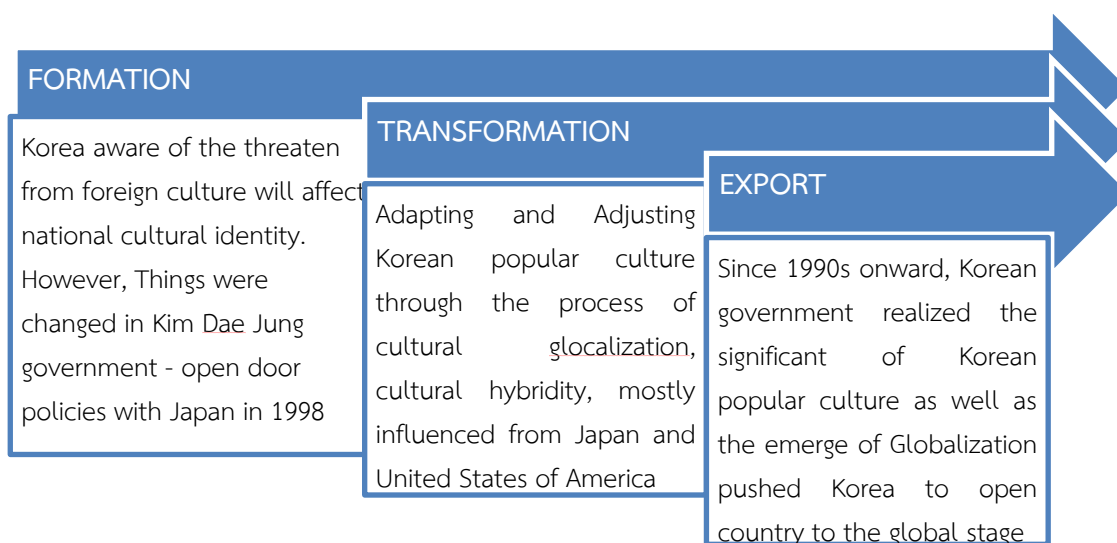 FORMATION
Korea aware of the threaten
from foreign culture will affect
national cultural identity.
However, Things were
changed in Kim Dae Jung
government - open door
policies with Japan in 1998
TRANSFORMATION
Adapting and Adjusting
Korean popular culture
through the process of
cultural glocalization,
cultural hybridity, mostly
influenced from Japan and
United States of America
EXPORT
Since 1990s onward, Korean
government realized the
significant of Korean
popular culture as well as
the emerge of Globalization
pushed Korea to open
country to the global stage